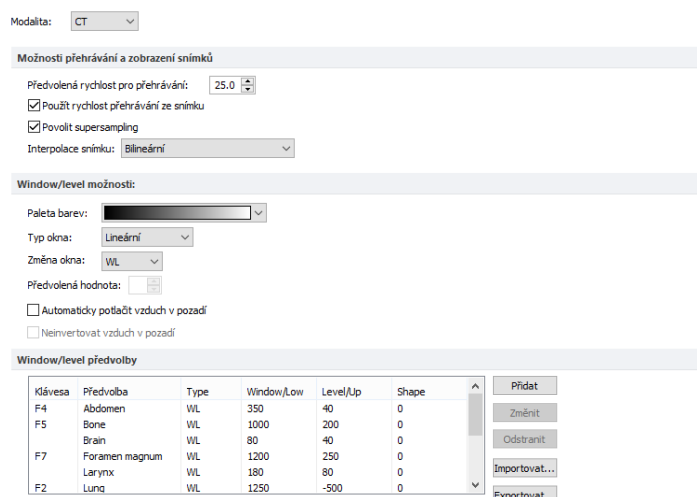 Modalita: CT
Možnosti přehrávání a zobrazení snímků
Předvolená rychlost pro přehrávání: 25.0
Použít rychlost přehrávání ze snímku
Povolit supersampling
Interpolace snímku: Bilineární
Window/level možnosti:
Paleta barev:
Typ okna: Lineární
Změna okna: WL
Předvolená hodnota:
Automaticky potlačit vzduch v pozadí
Neinvertovat vzduch v pozadí
Window/level předvolby
Klávesa Předvolba Type Window/Low Level/Up Shape
F4 Abdomen WL 350 40 0
F5 Bone WL 1000 200 0
Brain WL 80 40 0
F7 Foramen magnum WL 1200 250 0
Larynx WL 180 80 0
F2 Lung WL 1250 -500 0
Přidat
Změnit
Odstranit
Importovat...
Exportovat...